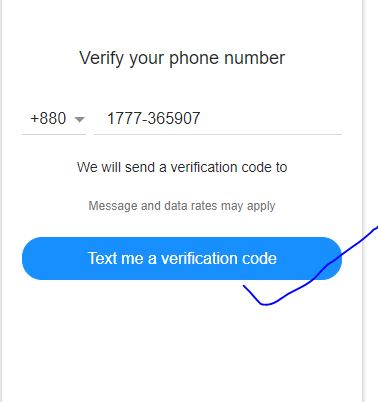 Verify your phone number
+880 1777-365907
We will send a verification code to
Message and data rates may apply
Text me a verification code